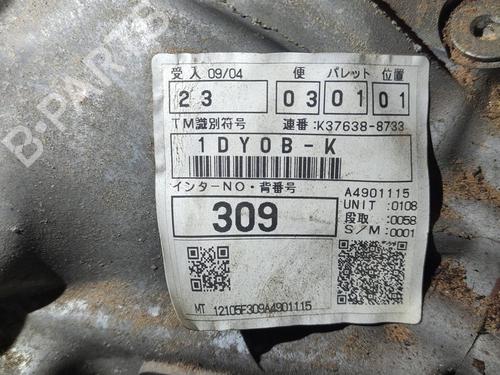 受入 09/04 便 パレット 位置
23 03 01 01
TM識別符号 連番:K37638-8733
1DY0B-K
インターNO・背番号 A4901115
309 UNIT :0108
段取 :0058
S/M :0001
MT 12105F309A4901115
B-PARTS